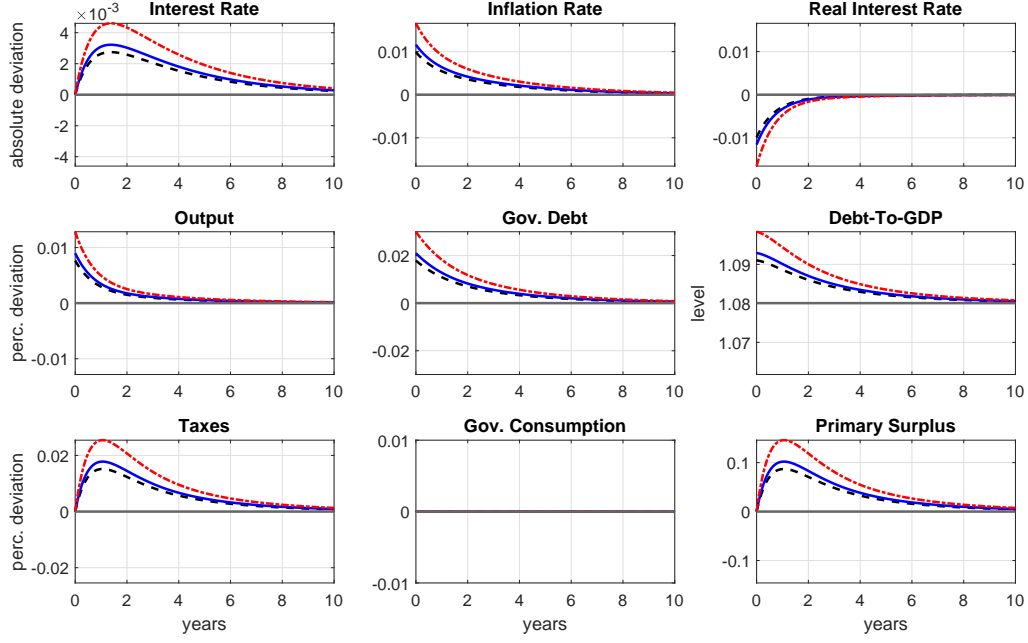 Interest Rate
×10⁻³
absolute deviation
4
2
0
-2
-4
0 2 4 6 8 10
Inflation Rate
0.01
0
-0.01
0 2 4 6 8 10
Real Interest Rate
0.01
0
-0.01
0 2 4 6 8 10
Output
perc. deviation
0.01
0
-0.01
0 2 4 6 8 10
Gov. Debt
0.02
0
-0.02
0 2 4 6 8 10
Debt-To-GDP
level
1.09
1.08
1.07
0 2 4 6 8 10
Taxes
perc. deviation
0.02
0
-0.02
0 2 4 6 8 10
years
Gov. Consumption
0.01
0
-0.01
0 2 4 6 8 10
years
Primary Surplus
0.1
0
-0.1
0 2 4 6 8 10
years